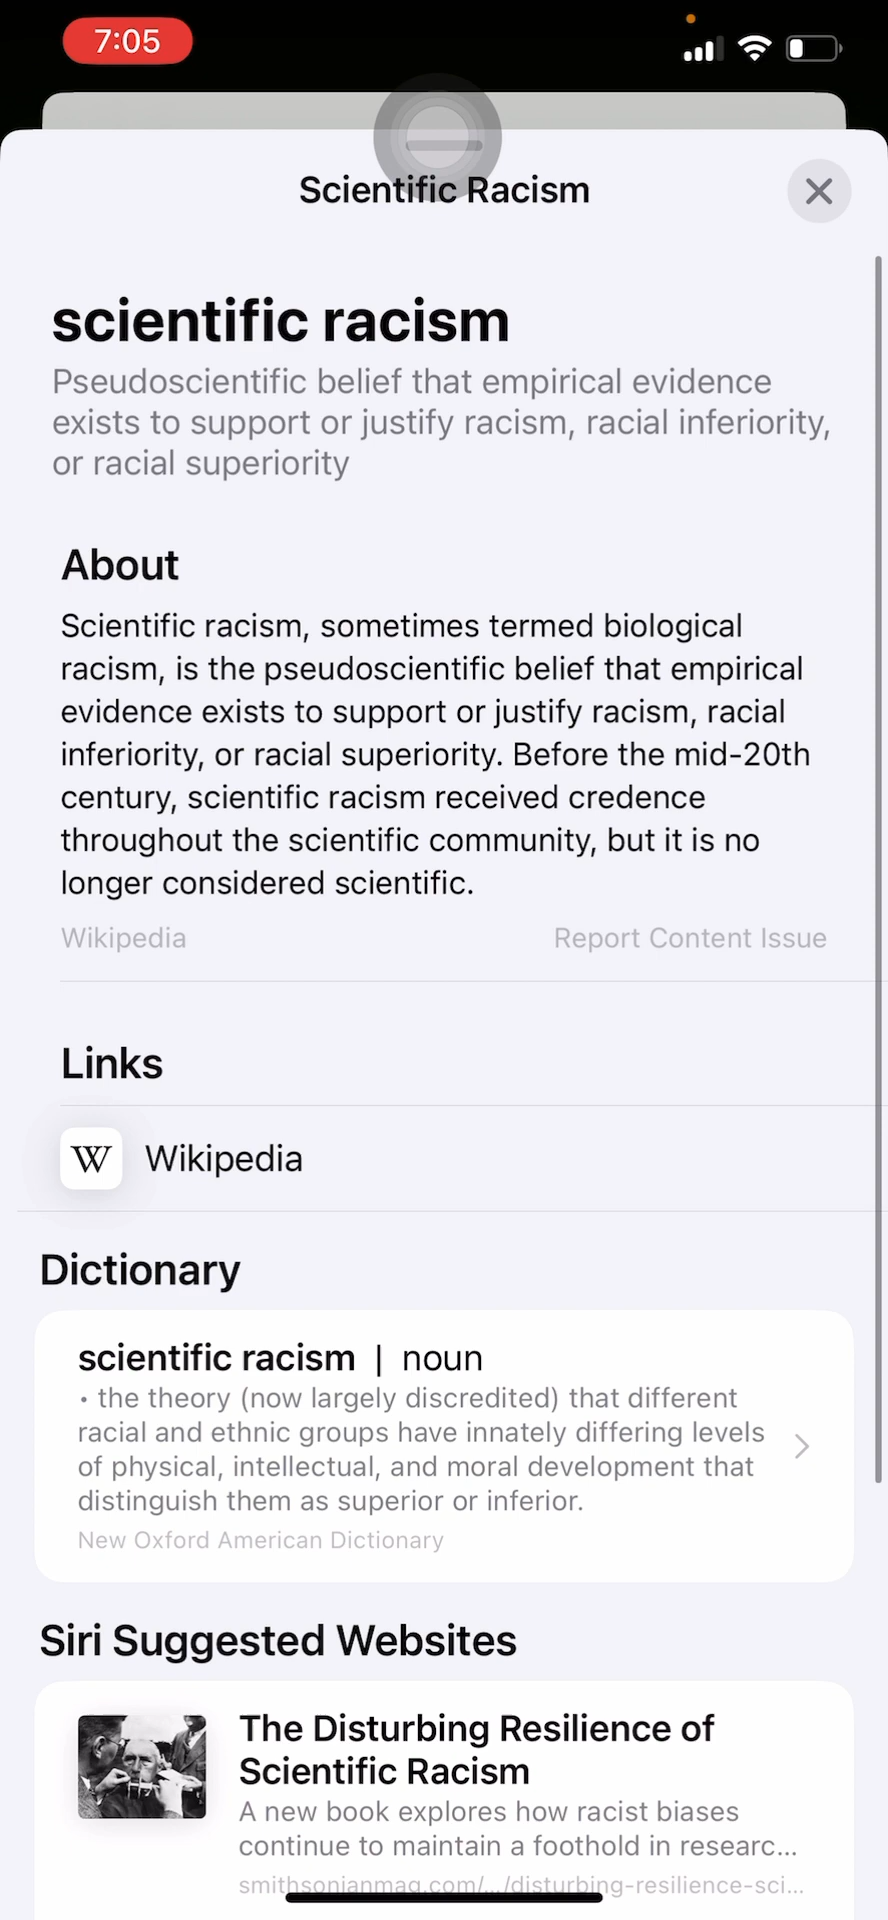 7:05
Scientific Racism
scientific racism
Pseudoscientific belief that empirical evidence
exists to support or justify racism, racial inferiority,
or racial superiority
About
Scientific racism, sometimes termed biological
racism, is the pseudoscientific belief that empirical
evidence exists to support or justify racism, racial
inferiority, or racial superiority. Before the mid-20th
century, scientific racism received credence
throughout the scientific community, but it is no
longer considered scientific.
Wikipedia Report Content Issue
Links
W Wikipedia
Dictionary
scientific racism | noun
• the theory (now largely discredited) that different
racial and ethnic groups have innately differing levels
of physical, intellectual, and moral development that
distinguish them as superior or inferior.
New Oxford American Dictionary
Siri Suggested Websites
The Disturbing Resilience of
Scientific Racism
A new book explores how racist biases
continue to maintain a foothold in researc...
smithsonianmag.com/.../disturbing-resilience-sci...